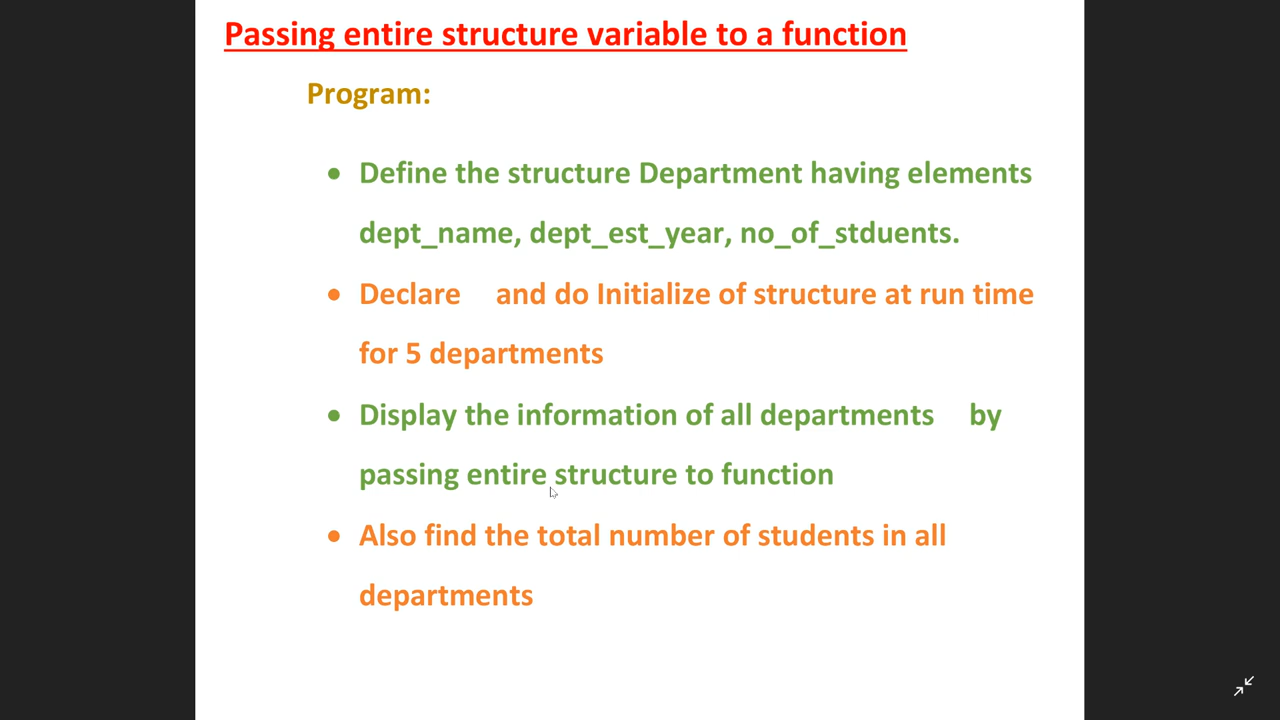 Passing entire structure variable to a function
Program:
• Define the structure Department having elements
dept_name, dept_est_year, no_of_stduents.
• Declare and do Initialize of structure at run time
for 5 departments
• Display the information of all departments by
passing entire structure to function
• Also find the total number of students in all
departments